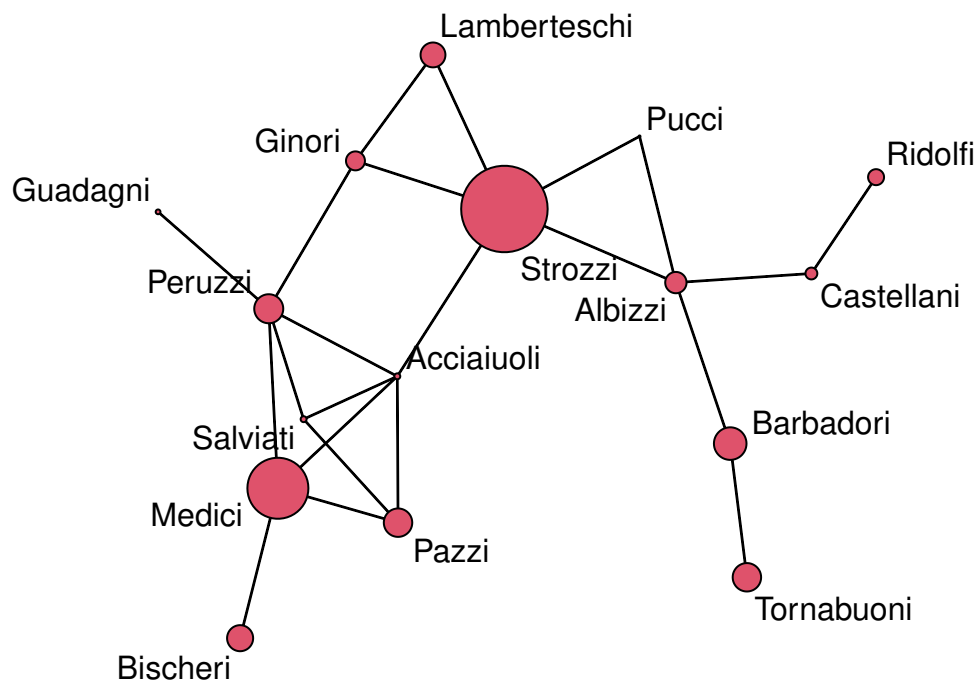 Lamberteschi
Pucci
Ginori
Ridolfi
Guadagni
Strozzi
Peruzzi
Castellani
Albizzi
Acciaiuoli
Barbadori
Salviati
Medici
Pazzi
Tornabuoni
Bischeri